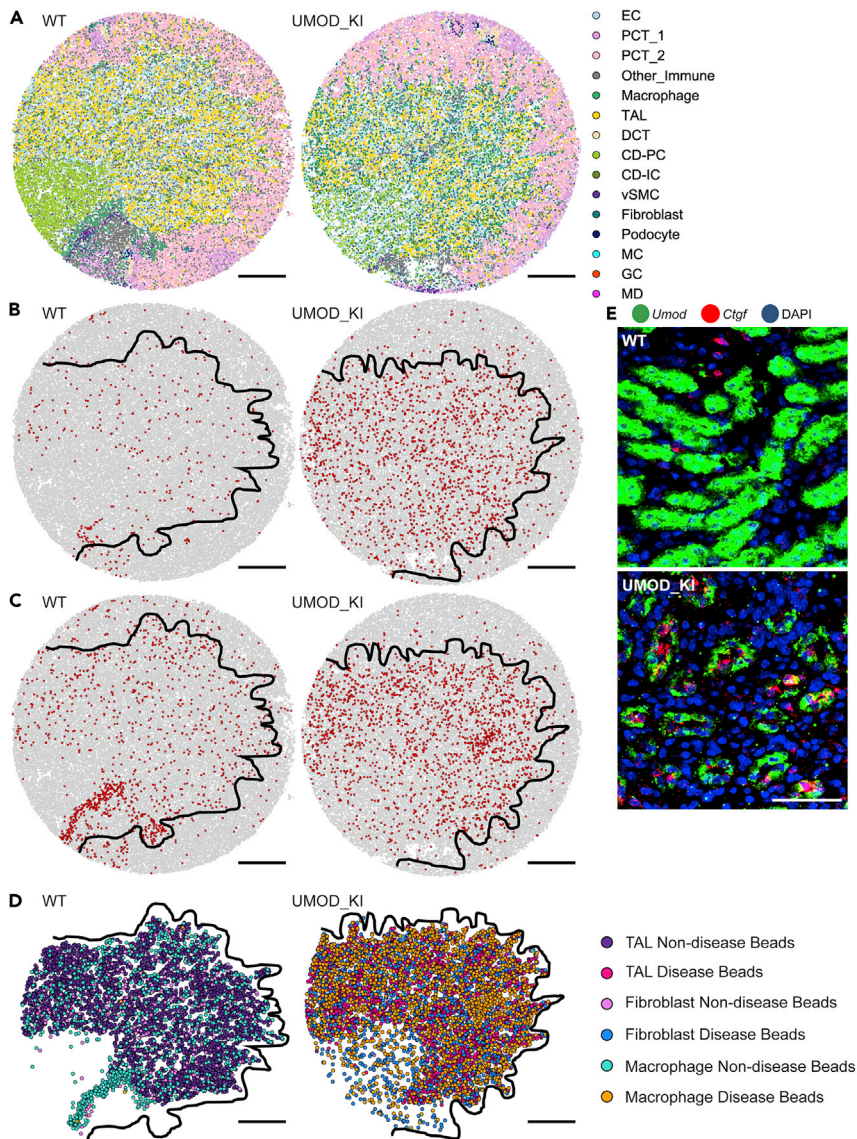 A
WT
UMOD_KI
EC
PCT_1
PCT_2
Other_Immune
Macrophage
TAL
DCT
CD-PC
CD-IC
vSMC
Fibroblast
Podocyte
MC
GC
MD
B
WT
UMOD_KI
C
WT
UMOD_KI
D
WT
UMOD_KI
TAL Non-disease Beads
TAL Disease Beads
Fibroblast Non-disease Beads
Fibroblast Disease Beads
Macrophage Non-disease Beads
Macrophage Disease Beads
E Umod Ctgf DAPI
WT
UMOD_KI